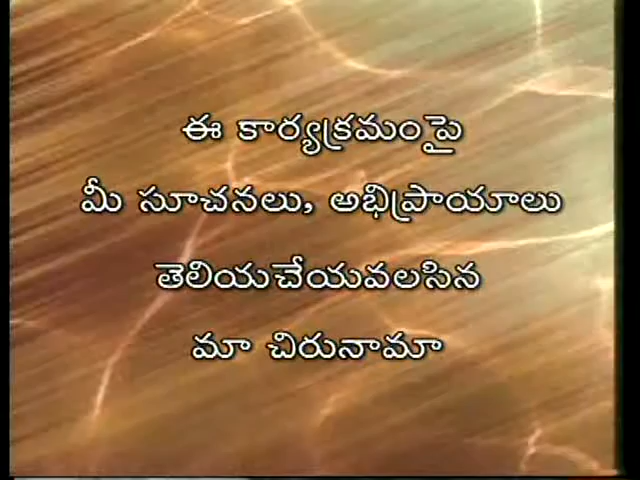 ఈ కార్యక్రమంపై
మీ సూచనలు, అభిప్రాయాలు
తెలియచేయవలసిన
మా చిరునామా